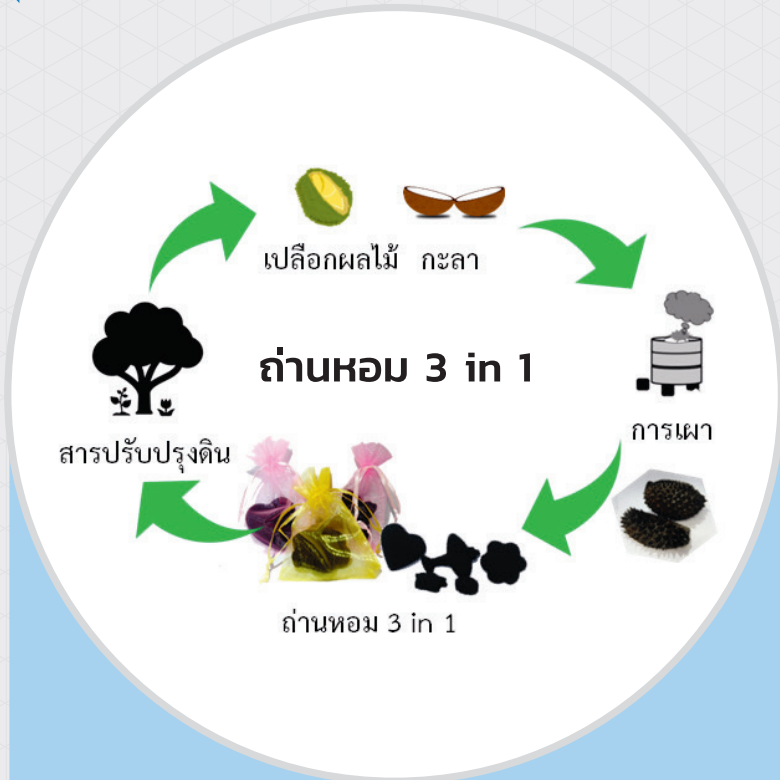 เปลือกผลไม้ กะลา
ถ่านหอม 3 in 1
การเผา
สารปรับปรุงดิน
ถ่านหอม 3 in 1